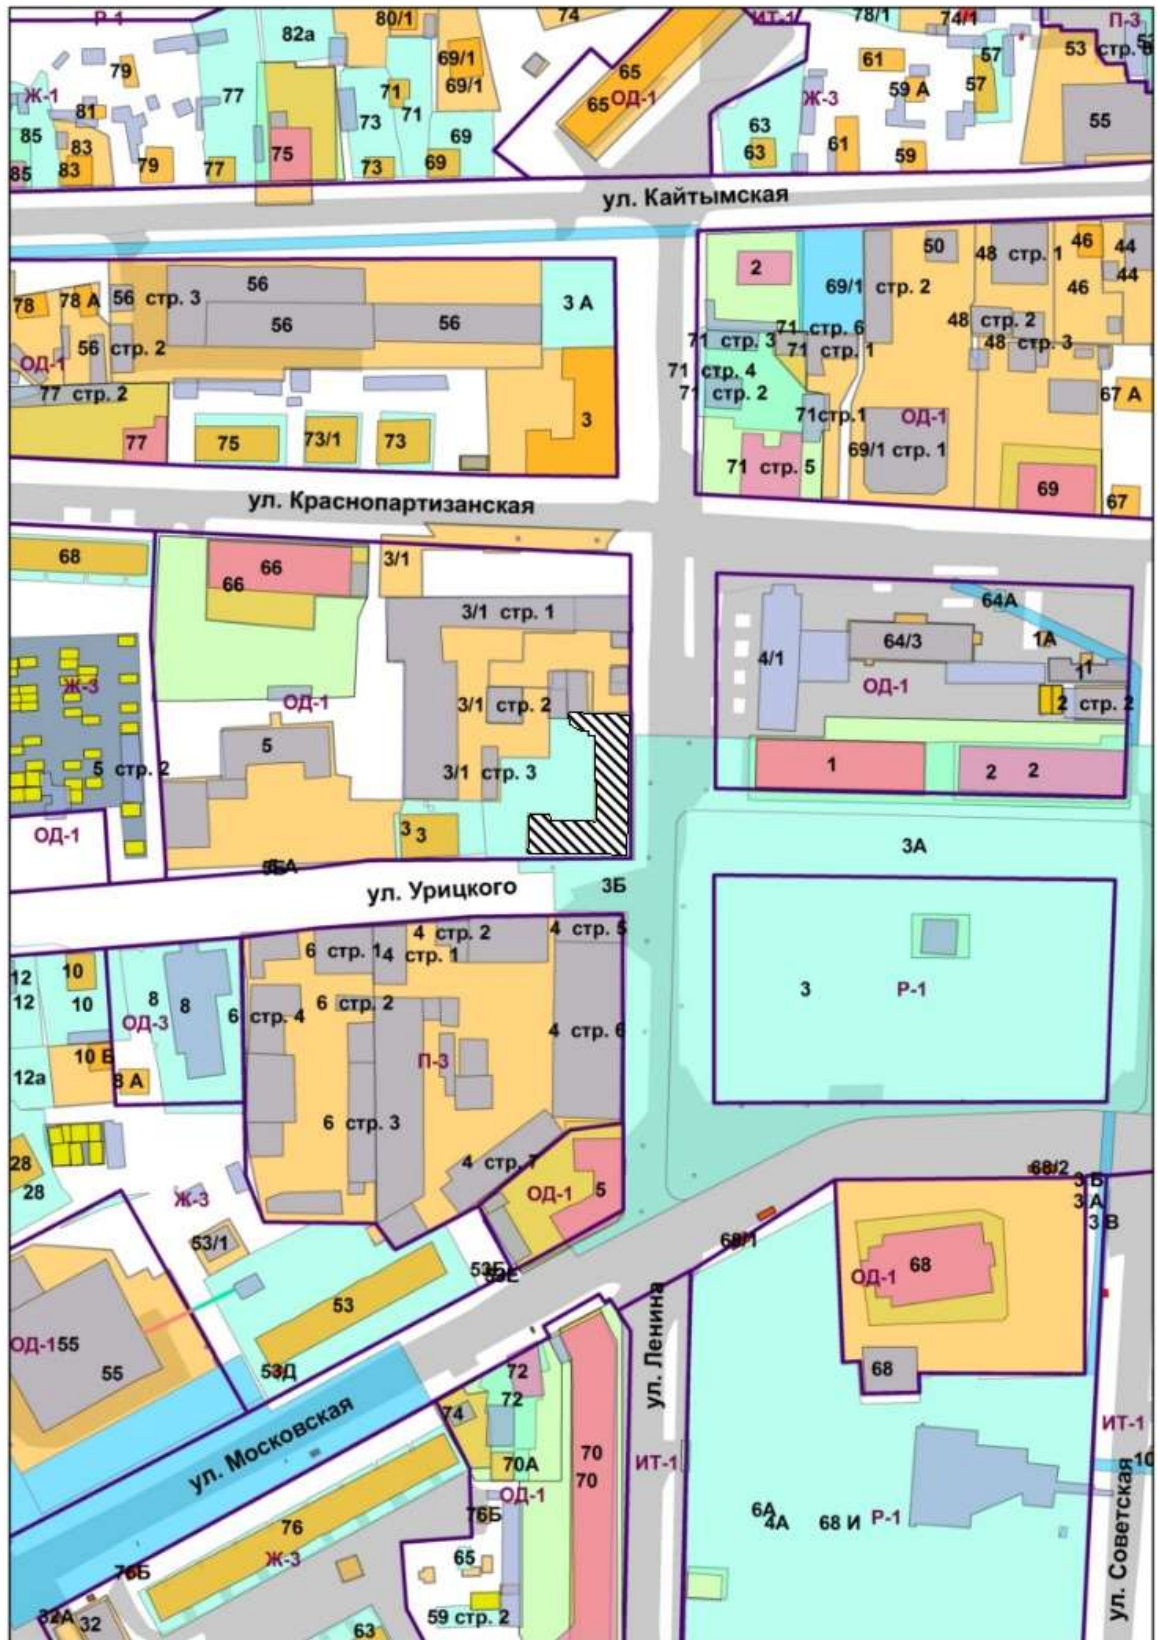 Р-1
80/1
74
ИТ-1
78/1
74/1
П-3
82а
53 стр.
79
69/1
65
61
57
Ж-1
77
71
69/1
65 ОД-1
Ж-3
59 А
57
81
73
71
55
85
83
69
63
83
79
77
75
73
69
63
61
59
85
ул. Кайтымская
2
50
48 стр. 1
46
44
44
78
78 А
56 стр. 3
56
3 А
69/1 стр. 2
46
56
56
71 стр. 6
48 стр. 2
56 стр. 2
71 стр. 3
71 стр. 1
48 стр. 3
ОД-1
71 стр. 4
77 стр. 2
71 стр. 2
67 А
71стр.1
ОД-1
3
77
75
73/1
73
69/1 стр. 1
71 стр. 5
69
67
ул. Краснопартизанская
68
66
3/1
66
64А
3/1 стр. 1
64/3
1А
4/1
1
1
Ж-3
ОД-1
3/1 стр. 2
ОД-1
2 стр. 2
5
5 стр. 2
3/1 стр. 3
1
2
2
ОД-1
3
3
3А
ул. Урицкого
3Б
4 стр. 2
4 стр. 5
6 стр. 1
4 стр. 1
12
10
12
10
8
8
6 стр. 4
6 стр. 2
3
Р-1
ОД-3
4 стр. 6
10 Б
П-3
12а
8 А
6 стр. 3
28
4 стр. 7
68/2
28
ОД-1
5
3 Б
Ж-3
3 А
3 В
53/1
68/1
68
ОД-1
53
ул. Ленина
ОД-1
55
55
53Д
72
68
72
74
ул. Московская
ИТ-1
70
ИТ-1
70А
70
10
ОД-1
76
76Б
6А
4А
68 И
Р-1
Ж-3
65
76Б
ул. Советская
32А
32
59 стр. 2
63